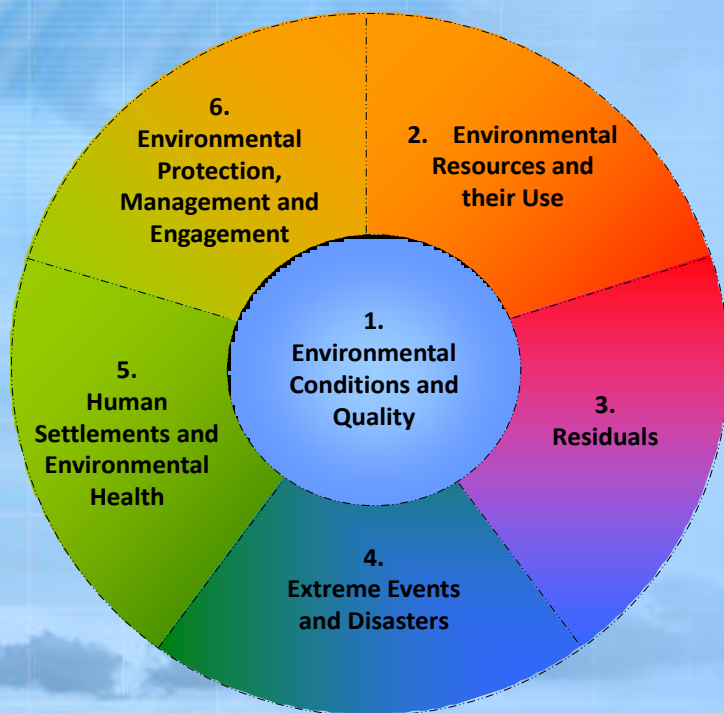 1.
Environmental
Conditions and
Quality
2. Environmental
Resources and
their Use
3.
Residuals
4.
Extreme Events
and Disasters
5.
Human
Settlements and
Environmental
Health
6.
Environmental
Protection,
Management and
Engagement